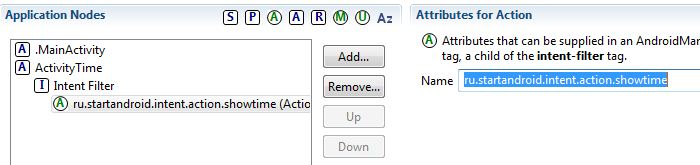 Application Nodes
S P A A R M U Az
A .MainActivity
A ActivityTime
I Intent Filter
A ru.startandroid.intent.action.showtime (Actio
Add...
Remove...
Up
Down
Attributes for Action
A Attributes that can be supplied in an AndroidMan
tag, a child of the intent-filter tag.
Name ru.startandroid.intent.action.showtime